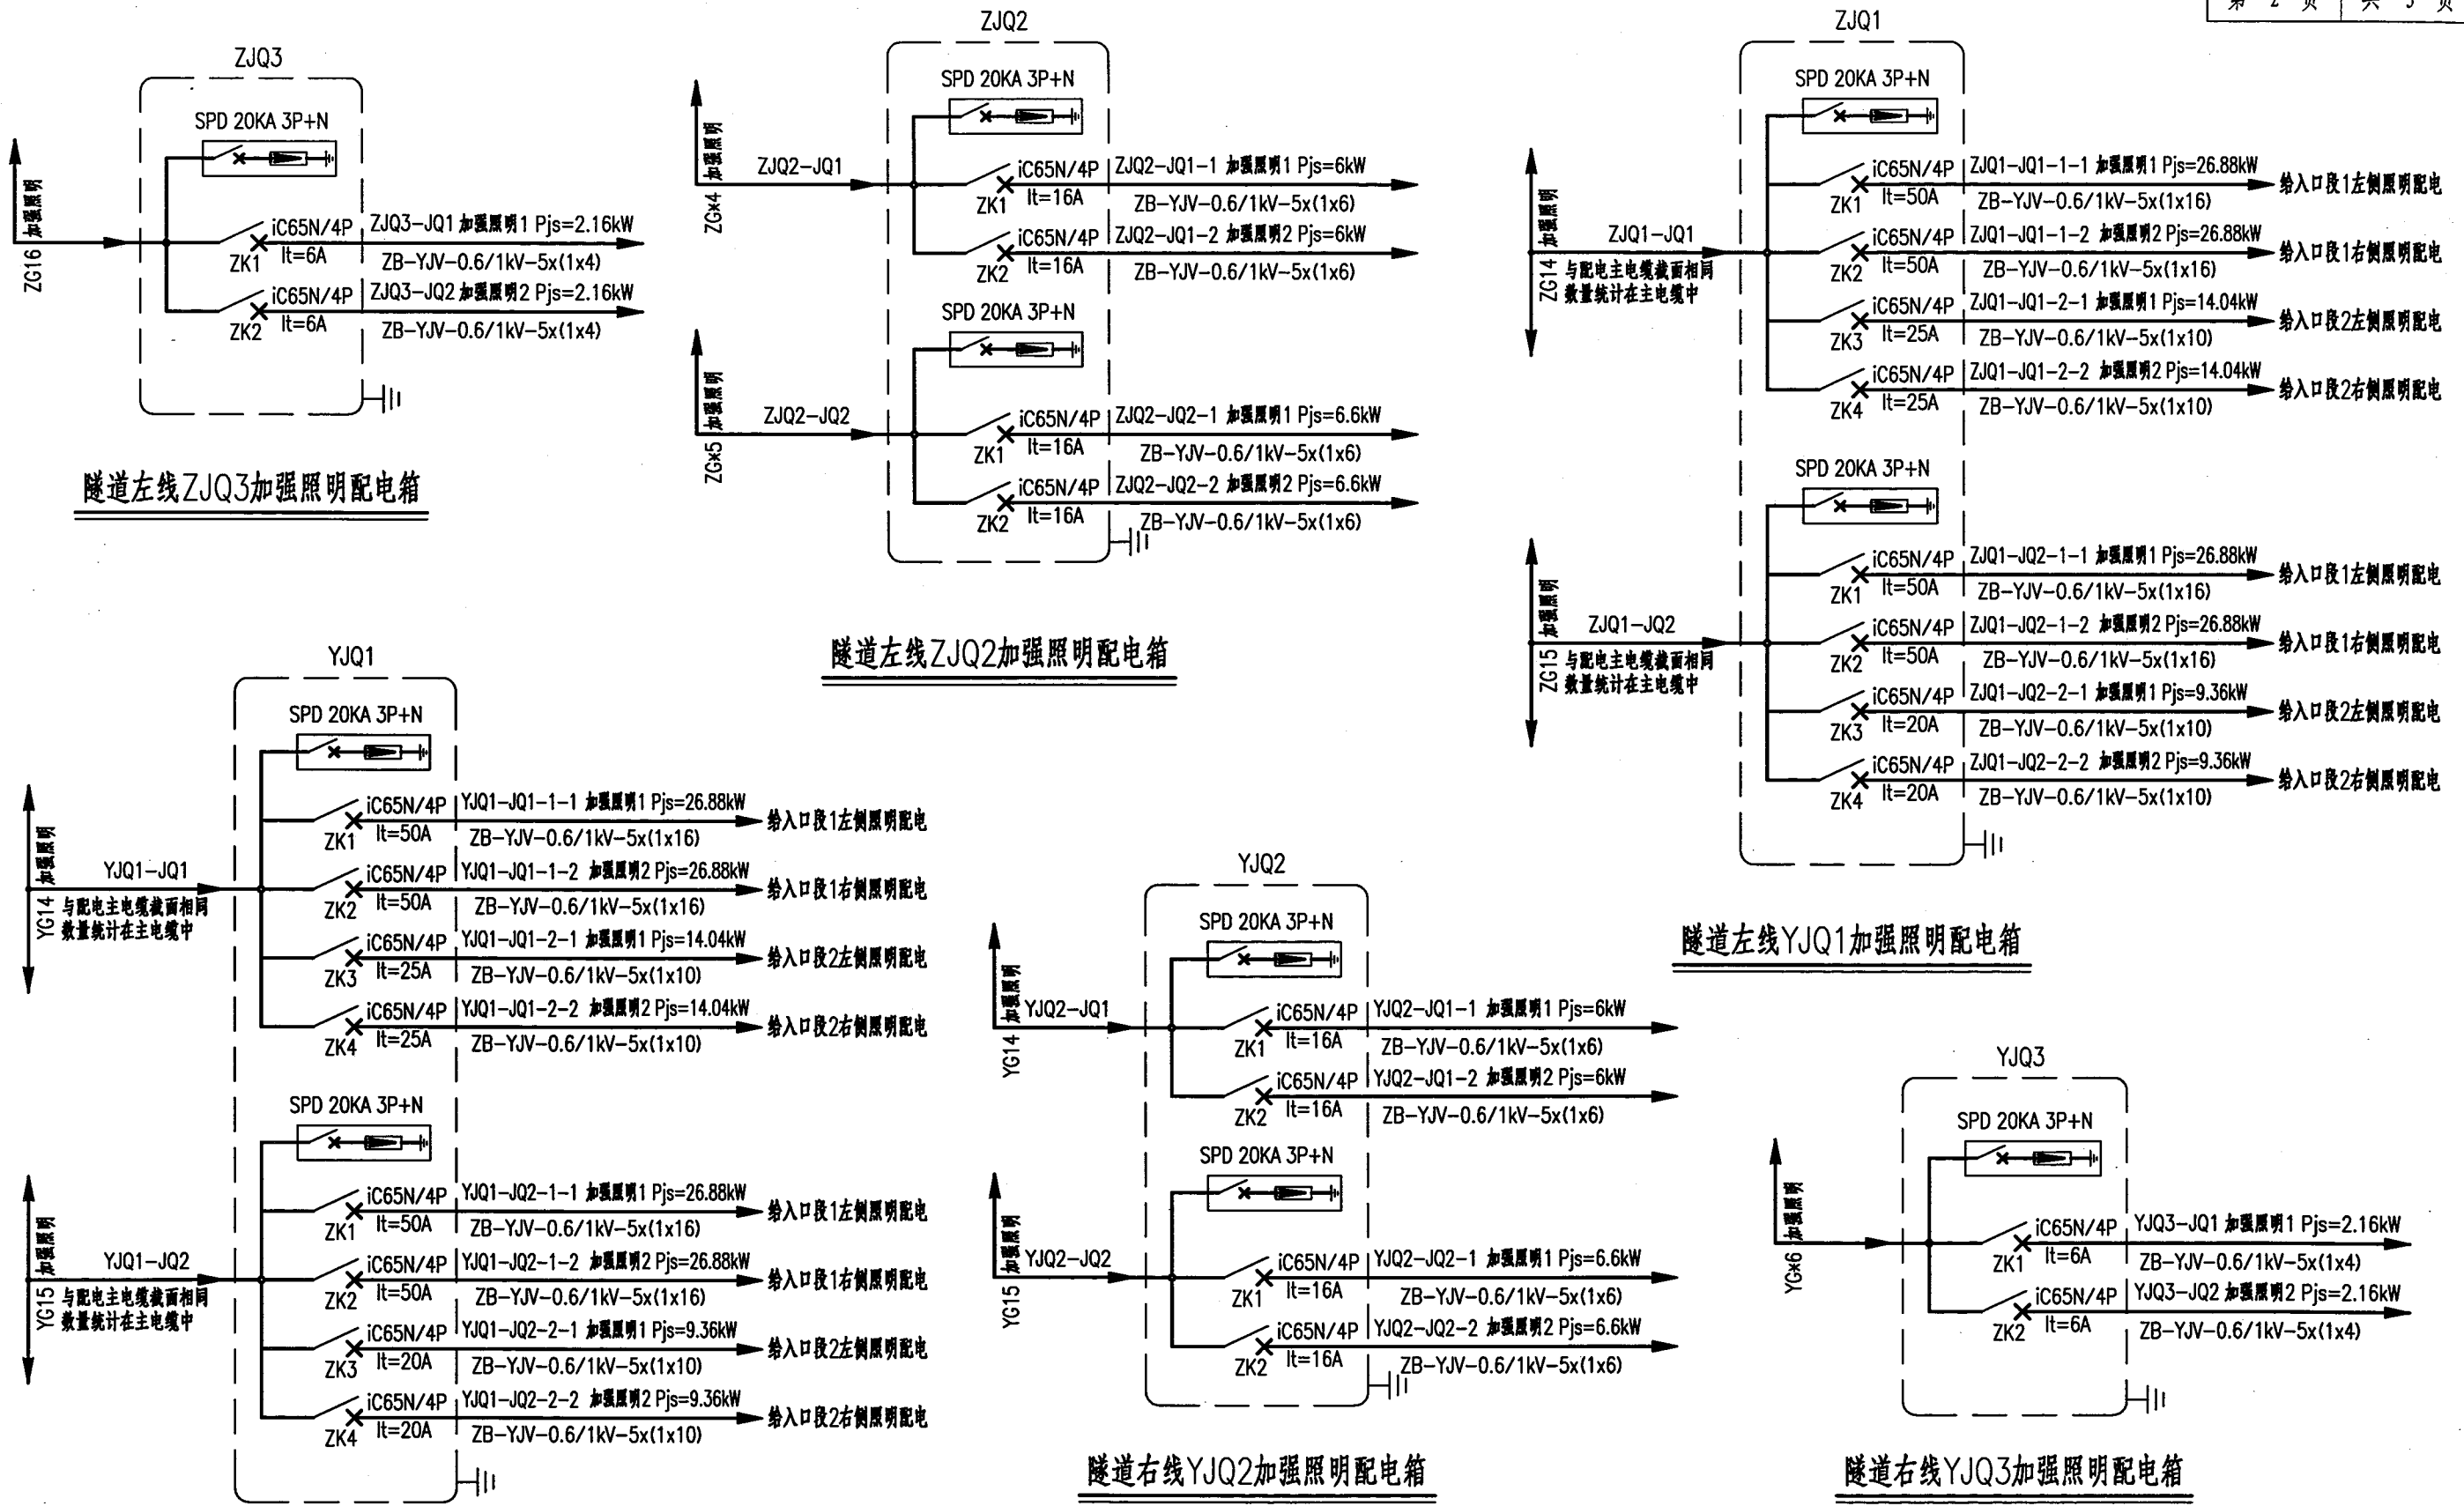 第 2 页 共 3 页
ZJQ3
SPD 20KA 3P+N
ZG16 加强照明
iC65N/4P
ZK1 It=6A
ZJQ3-JQ1 加强照明1 Pjs=2.16kW
ZB-YJV-0.6/1kV-5x(1x4)
iC65N/4P
ZK2 It=6A
ZJQ3-JQ2 加强照明2 Pjs=2.16kW
ZB-YJV-0.6/1kV-5x(1x4)
隧道左线ZJQ3加强照明配电箱
ZJQ2
SPD 20KA 3P+N
ZG*4 加强照明
ZJQ2-JQ1
iC65N/4P
ZK1 It=16A
ZJQ2-JQ1-1 加强照明1 Pjs=6kW
ZB-YJV-0.6/1kV-5x(1x6)
iC65N/4P
ZK2 It=16A
ZJQ2-JQ1-2 加强照明2 Pjs=6kW
ZB-YJV-0.6/1kV-5x(1x6)
SPD 20KA 3P+N
ZG*5 加强照明
ZJQ2-JQ2
iC65N/4P
ZK1 It=16A
ZJQ2-JQ2-1 加强照明1 Pjs=6.6kW
ZB-YJV-0.6/1kV-5x(1x6)
iC65N/4P
ZK2 It=16A
ZJQ2-JQ2-2 加强照明2 Pjs=6.6kW
ZB-YJV-0.6/1kV-5x(1x6)
隧道左线ZJQ2加强照明配电箱
ZJQ1
SPD 20KA 3P+N
ZG14 加强照明
ZJQ1-JQ1
与配电主电缆截面相同
数量统计在主电缆中
iC65N/4P
ZK1 It=50A
ZJQ1-JQ1-1-1 加强照明1 Pjs=26.88kW
ZB-YJV-0.6/1kV-5x(1x16)
给入口段1左侧照明配电
iC65N/4P
ZK2 It=50A
ZJQ1-JQ1-1-2 加强照明2 Pjs=26.88kW
ZB-YJV-0.6/1kV-5x(1x16)
给入口段1右侧照明配电
iC65N/4P
ZK3 It=25A
ZJQ1-JQ1-2-1 加强照明1 Pjs=14.04kW
ZB-YJV-0.6/1kV-5x(1x10)
给入口段2左侧照明配电
iC65N/4P
ZK4 It=25A
ZJQ1-JQ1-2-2 加强照明2 Pjs=14.04kW
ZB-YJV-0.6/1kV-5x(1x10)
给入口段2右侧照明配电
SPD 20KA 3P+N
ZG15 加强照明
ZJQ1-JQ2
与配电主电缆截面相同
数量统计在主电缆中
iC65N/4P
ZK1 It=50A
ZJQ1-JQ2-1-1 加强照明1 Pjs=26.88kW
ZB-YJV-0.6/1kV-5x(1x16)
给入口段1左侧照明配电
iC65N/4P
ZK2 It=50A
ZJQ1-JQ2-1-2 加强照明2 Pjs=26.88kW
ZB-YJV-0.6/1kV-5x(1x16)
给入口段1右侧照明配电
iC65N/4P
ZK3 It=20A
ZJQ1-JQ2-2-1 加强照明1 Pjs=9.36kW
ZB-YJV-0.6/1kV-5x(1x10)
给入口段2左侧照明配电
iC65N/4P
ZK4 It=20A
ZJQ1-JQ2-2-2 加强照明2 Pjs=9.36kW
ZB-YJV-0.6/1kV-5x(1x10)
给入口段2右侧照明配电
隧道左线YJQ1加强照明配电箱
YJQ1
SPD 20KA 3P+N
YG14 加强照明
YJQ1-JQ1
与配电主电缆截面相同
数量统计在主电缆中
iC65N/4P
ZK1 It=50A
YJQ1-JQ1-1-1 加强照明1 Pjs=26.88kW
ZB-YJV-0.6/1kV-5x(1x16)
给入口段1左侧照明配电
iC65N/4P
ZK2 It=50A
YJQ1-JQ1-1-2 加强照明2 Pjs=26.88kW
ZB-YJV-0.6/1kV-5x(1x16)
给入口段1右侧照明配电
iC65N/4P
ZK3 It=25A
YJQ1-JQ1-2-1 加强照明1 Pjs=14.04kW
ZB-YJV-0.6/1kV-5x(1x10)
给入口段2左侧照明配电
iC65N/4P
ZK4 It=25A
YJQ1-JQ1-2-2 加强照明2 Pjs=14.04kW
ZB-YJV-0.6/1kV-5x(1x10)
给入口段2右侧照明配电
SPD 20KA 3P+N
YG15 加强照明
YJQ1-JQ2
与配电主电缆截面相同
数量统计在主电缆中
iC65N/4P
ZK1 It=50A
YJQ1-JQ2-1-1 加强照明1 Pjs=26.88kW
ZB-YJV-0.6/1kV-5x(1x16)
给入口段1左侧照明配电
iC65N/4P
ZK2 It=50A
YJQ1-JQ2-1-2 加强照明2 Pjs=26.88kW
ZB-YJV-0.6/1kV-5x(1x16)
给入口段1右侧照明配电
iC65N/4P
ZK3 It=20A
YJQ1-JQ2-2-1 加强照明1 Pjs=9.36kW
ZB-YJV-0.6/1kV-5x(1x10)
给入口段2左侧照明配电
iC65N/4P
ZK4 It=20A
YJQ1-JQ2-2-2 加强照明2 Pjs=9.36kW
ZB-YJV-0.6/1kV-5x(1x10)
给入口段2右侧照明配电
YJQ2
SPD 20KA 3P+N
YG14 加强照明
YJQ2-JQ1
iC65N/4P
ZK1 It=16A
YJQ2-JQ1-1 加强照明1 Pjs=6kW
ZB-YJV-0.6/1kV-5x(1x6)
iC65N/4P
ZK2 It=16A
YJQ2-JQ1-2 加强照明2 Pjs=6kW
ZB-YJV-0.6/1kV-5x(1x6)
SPD 20KA 3P+N
YG15 加强照明
YJQ2-JQ2
iC65N/4P
ZK1 It=16A
YJQ2-JQ2-1 加强照明1 Pjs=6.6kW
ZB-YJV-0.6/1kV-5x(1x6)
iC65N/4P
ZK2 It=16A
YJQ2-JQ2-2 加强照明2 Pjs=6.6kW
ZB-YJV-0.6/1kV-5x(1x6)
隧道右线YJQ2加强照明配电箱
YJQ3
SPD 20KA 3P+N
YG*6 加强照明
iC65N/4P
ZK1 It=6A
YJQ3-JQ1 加强照明1 Pjs=2.16kW
ZB-YJV-0.6/1kV-5x(1x4)
iC65N/4P
ZK2 It=6A
YJQ3-JQ2 加强照明2 Pjs=2.16kW
ZB-YJV-0.6/1kV-5x(1x4)
隧道右线YJQ3加强照明配电箱